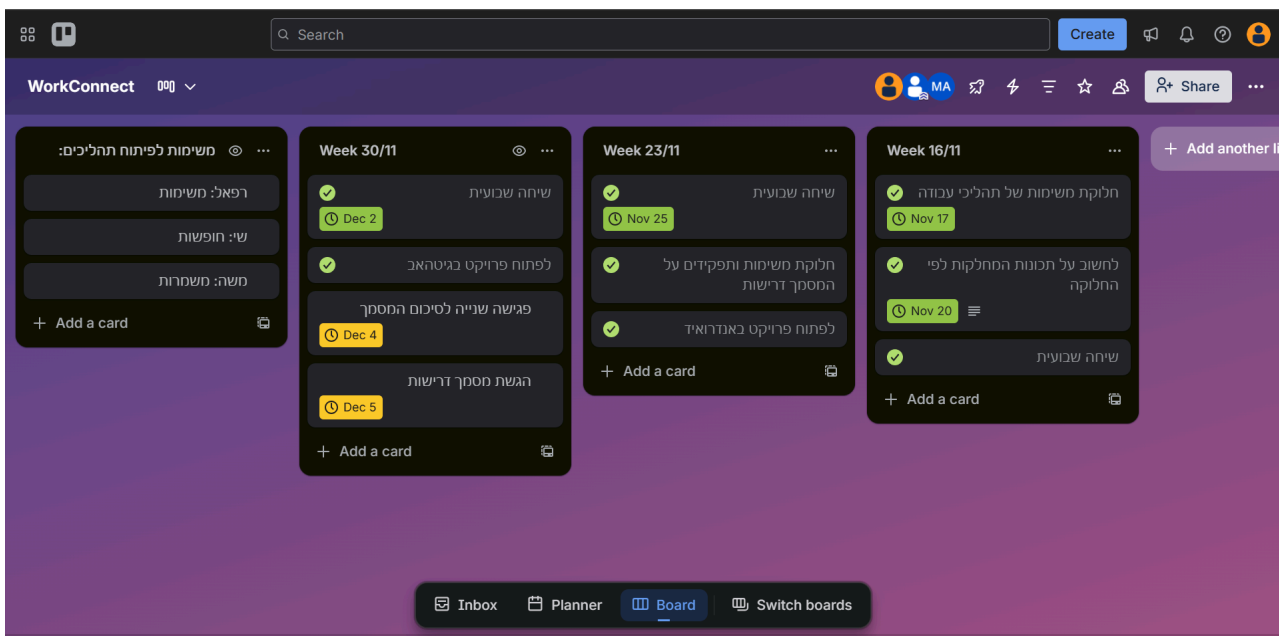 Search
Create
WorkConnect
MA
Share
משימות לפיתוח תהליכים:
רפאל: משימות
שי: חופשות
משה: משמרות
Add a card
Week 30/11
שיחה שבועית
Dec 2
לפתוח פרויקט בגיטהאב
פגישה שנייה לסיכום המסמך
Dec 4
הגשת מסמך דרישות
Dec 5
Add a card
Week 23/11
שיחה שבועית
Nov 25
חלוקת משימות ותפקידים על
המסמך דרישות
לפתוח פרויקט באנדרואיד
Add a card
Week 16/11
חלוקת משימות של תהליכי עבודה
Nov 17
לחשוב על תכונות המחלקות לפי
החלוקה
Nov 20
שיחה שבועית
Add a card
Add another li
Inbox
Planner
Board
Switch boards